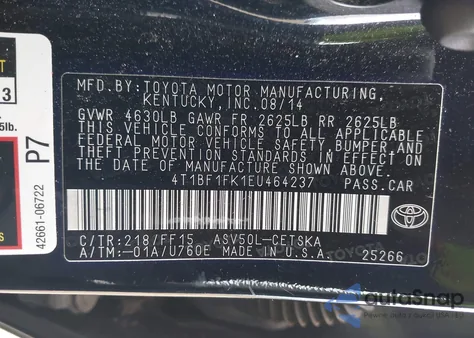 T
3
5lb.
P7
42661-06722
MFD.BY:TOYOTA MOTOR MANUFACTURING,
KENTUCKY, INC.08/14
GVWR 4630LB GAWR FR 2625LB RR 2625LB
THIS VEHICLE CONFORMS TO ALL APPLICABLE
FEDERAL MOTOR VEHICLE SAFETY, BUMPER, AND
THEFT PREVENTION STANDARDS IN EFFECT ON
THE DATE OF MANUFACTURE SHOWN ABOVE.
4T1BF1FK1EU464237 PASS.CAR
C/TR:218/FF15 ASV50L-CETSKA
A/TM:-01A/U760E MADE IN U.S.A. 25266
TOYOTA
autoSnap